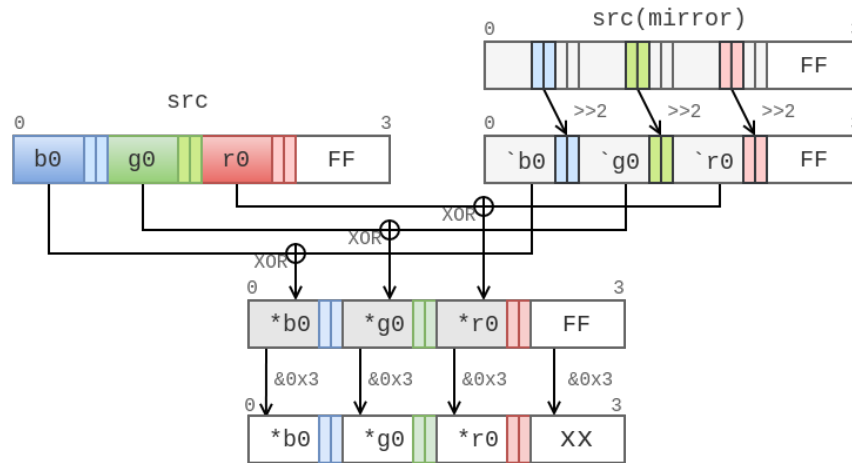 src(mirror)
0
FF
src
>>2
>>2
>>2
0
3
0
b0
g0
r0
FF
`b0
`g0
`r0
FF
XOR
XOR
XOR
0
3
*b0
*g0
*r0
FF
&0x3
&0x3
&0x3
&0x3
0
3
*b0
*g0
*r0
xx